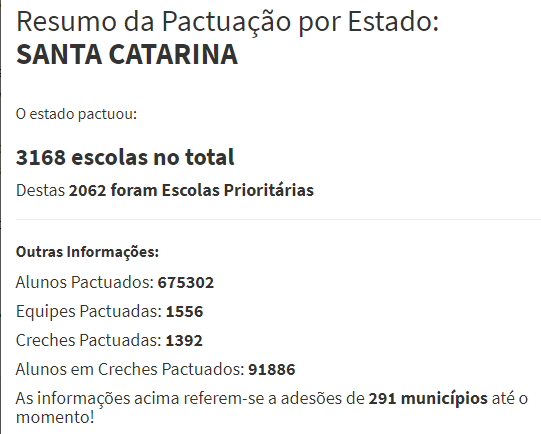 Resumo da Pactuação por Estado:
SANTA CATARINA
O estado pactuou:
3168 escolas no total
Destas 2062 foram Escolas Prioritárias
Outras Informações:
Alunos Pactuados: 675302
Equipes Pactuadas: 1556
Creches Pactuadas: 1392
Alunos em Creches Pactuados: 91886
As informações acima referem-se a adesões de 291 municípios até o
momento!